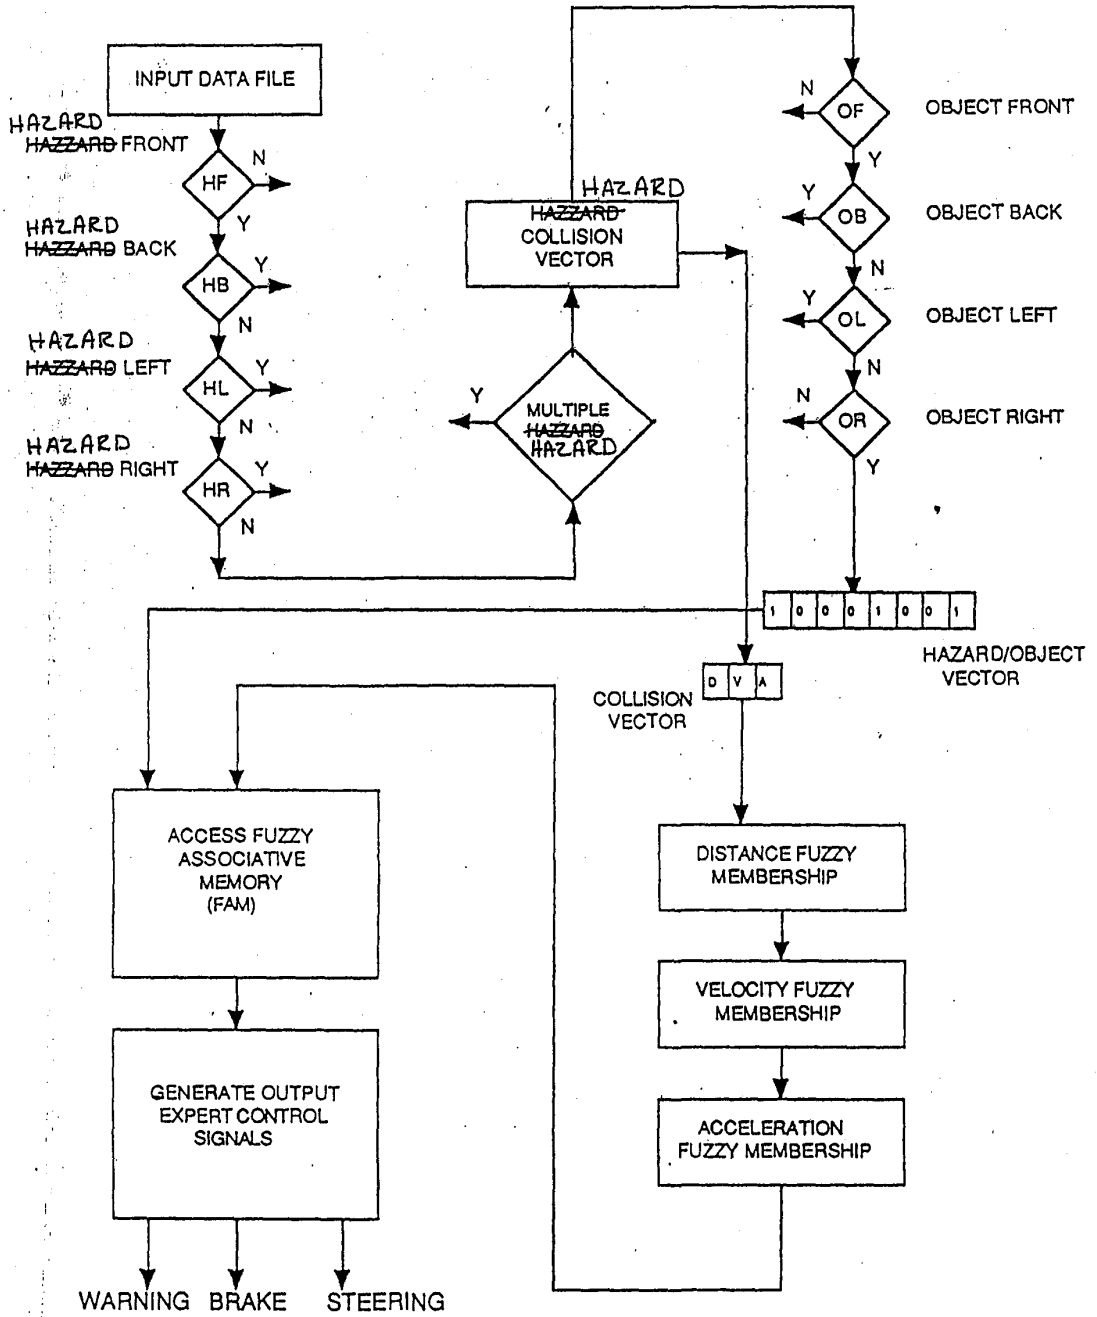 INPUT DATA FILE
HAZARD
HAZZARD FRONT
HF
N
Y
HAZARD
HAZZARD BACK
HB
Y
N
HAZARD
HAZZARD LEFT
HL
Y
N
HAZARD
HAZZARD RIGHT
HR
Y
N
MULTIPLE
HAZZARD
HAZARD
Y
HAZARD
HAZZARD
COLLISION
VECTOR
N
OF
OBJECT FRONT
Y
Y
OB
OBJECT BACK
N
Y
OL
OBJECT LEFT
N
N
OR
OBJECT RIGHT
Y
1 0 0 0 1 0 0 1
HAZARD/OBJECT
VECTOR
D V A
COLLISION
VECTOR
DISTANCE FUZZY
MEMBERSHIP
VELOCITY FUZZY
MEMBERSHIP
ACCELERATION
FUZZY MEMBERSHIP
ACCESS FUZZY
ASSOCIATIVE
MEMORY
(FAM)
GENERATE OUTPUT
EXPERT CONTROL
SIGNALS
WARNING BRAKE STEERING